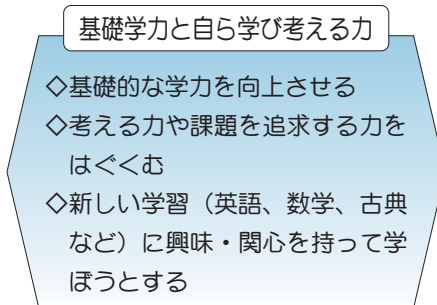 基礎学力と自ら学び考える力
◇基礎的な学力を向上させる
◇考える力や課題を追求する力を
はぐくむ
◇新しい学習（英語、数学、古典
など）に興味・関心を持って学
ぼうとする